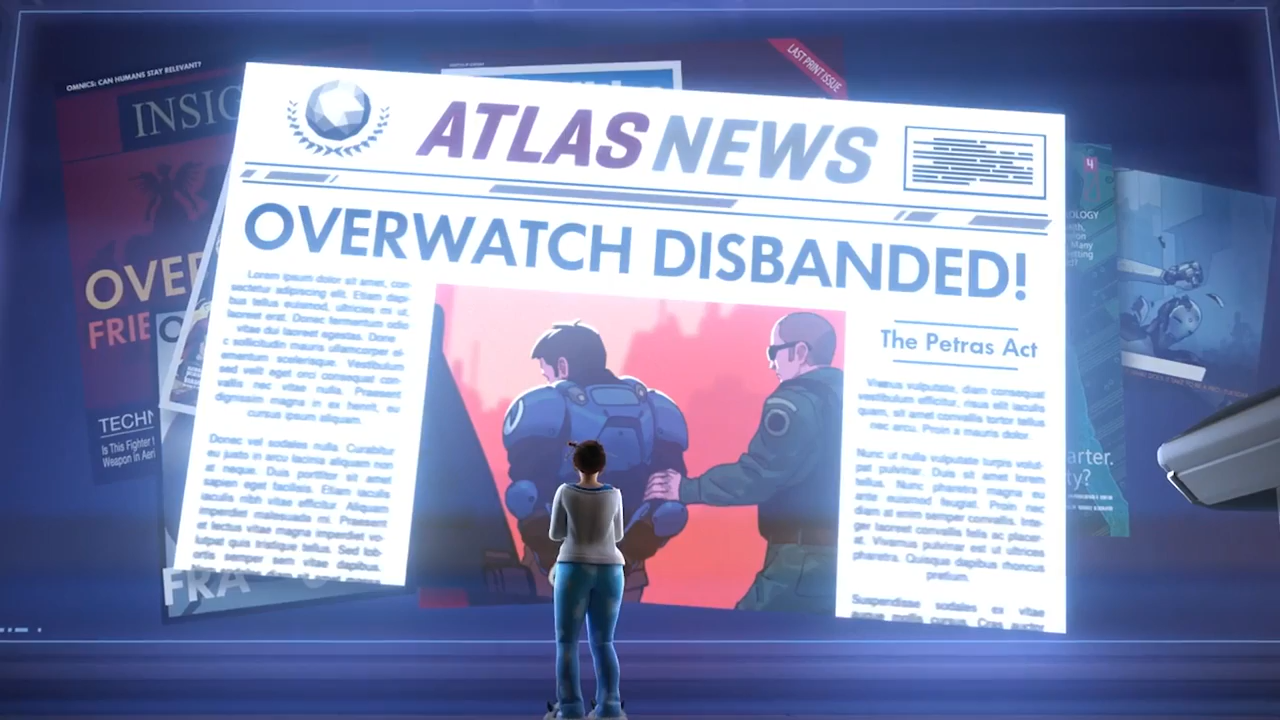 OMNICS: CAN HUMANS STAY RELEVANT?
INSIG
LAST PRINT ISSUE
ATLAS NEWS
OVERWATCH DISBANDED!
Lorem ipsum dolor sit amet, con-
sectetur adipiscing elit. Etiam dapi-
bus tellus euismod, ultricies mi ut,
laoreet erat. Donec fermentum odio
vitae dui laoreet egestas. Done
c sollicitudin mauris ullamcorper el-
ementum scelerisque. Vestibulum
sed velit eget orci consequat con-
vallis nec vitae nulla. Praesent
dignissim magna in ex hendrerit, eu
cursus ipsum aliquam.
Donec vel sodales nulla. Curabitur
eu justo in arcu lacinia aliquam non
at neque. Duis porttitor sit amet
sapien eget facilisis. Etiam iaculis
iaculis nibh vitae efficitur. Aliqua
imperdiet malesuada mi. Praesent
at lectus vitae magna imperdiet vo-
lutpat quis tristique tellus. Sed lob-
ortis semper sem vitae dapibus.
The Petras Act
Vivamus vulputate, diam consequat
vestibulum efficitur, risus elit iaculis
quam, sit amet convallis tortor tellus
nec arcu. Proin a mauris dolor.
Nunc ut nulla vulputate turpis volut-
pat pulvinar. Duis sit amet lorem
tellus. Nunc pharetra magna eu
ante euismod feugiat. Proin nec
diam at enim semper convallis. Inte-
ger laoreet convallis felis ac placer-
at. Vivamus pulvinar est ut ultrices
pharetra. Quisque dapibus rhoncus
pretium.
Suspendisse sodales ex vitae
OVER
FRIE
TECHN
Is This Fighter
Weapon in Aeri
FRA
4
OLOGY
Many
arter.
ty?